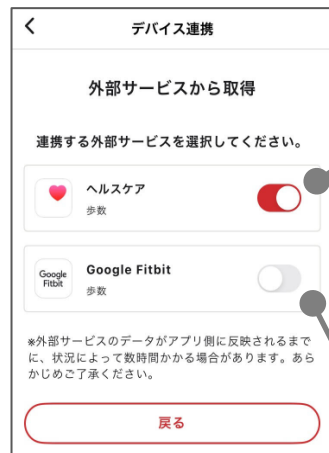 デバイス連携
外部サービスから取得
連携する外部サービスを選択してください。
ヘルスケア
歩数
Google
Fitbit
Google Fitbit
歩数
*外部サービスのデータがアプリ側に反映されるまで
に、状況によって数時間かかる場合があります。あら
かじめご了承ください。
戻る